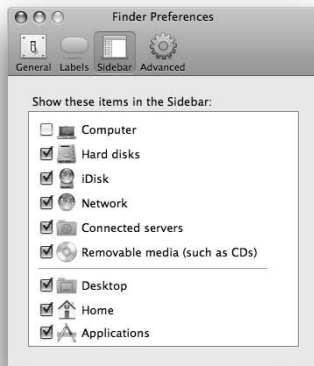 Finder Preferences
General Labels Sidebar Advanced
Show these items in the Sidebar:
Computer
Hard disks
iDisk
Network
Connected servers
Removable media (such as CDs)
Desktop
Home
Applications